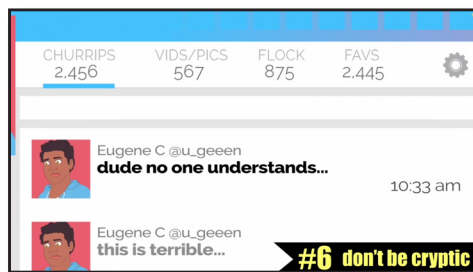 CHURRIPS VIDS/PICS FLOCK FAVS
2,456 567 875 2,445
Eugene C @u_geeen
dude no one understands...
10:33 am
Eugene C @u_geeen
this is terrible...
#6 don't be cryptic